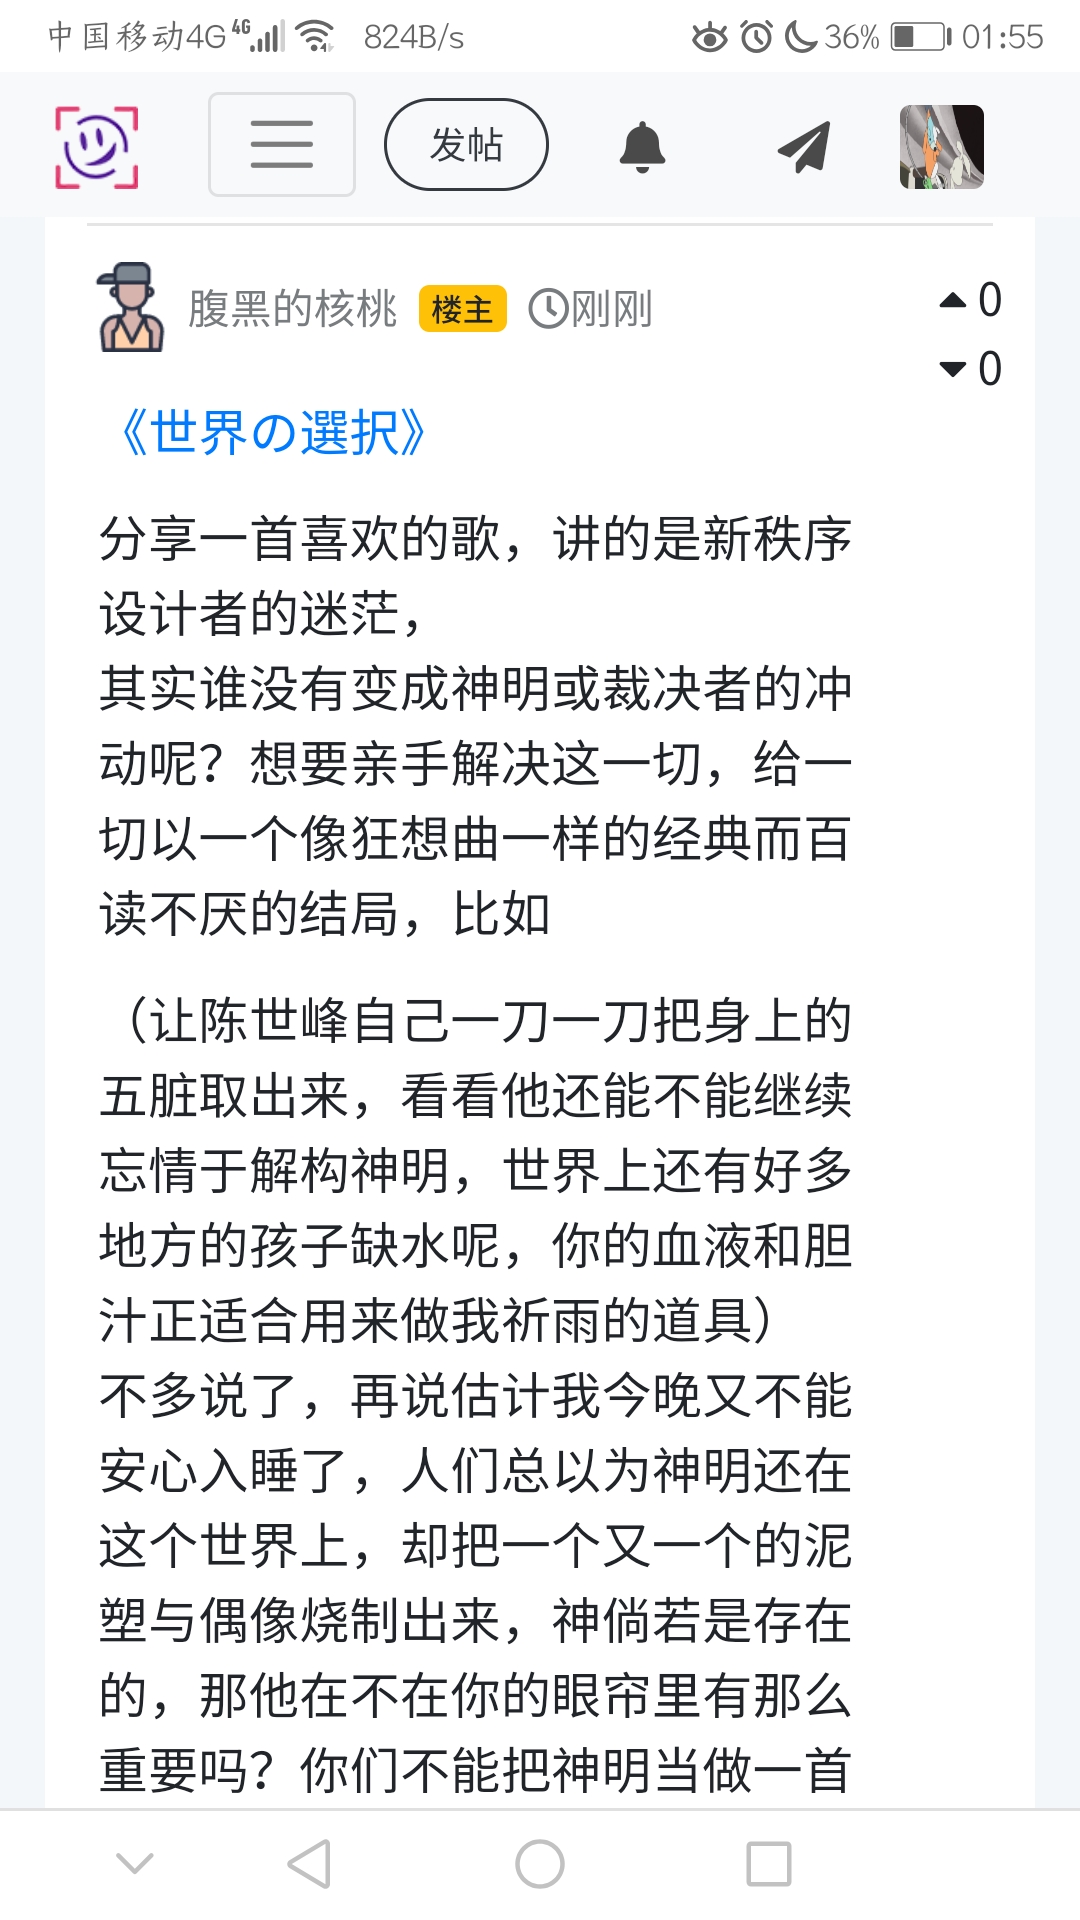 中国移动4G 4G 824B/s 36% 01:55
发帖
腹黑的核桃 楼主 刚刚
0
0
《世界の選択》
分享一首喜欢的歌，讲的是新秩序
设计者的迷茫，
其实谁没有变成神明或裁决者的冲
动呢？想要亲手解决这一切，给一
切以一个像狂想曲一样的经典而百
读不厌的结局，比如
（让陈世峰自己一刀一刀把身上的
五脏取出来，看看他还能不能继续
忘情于解构神明，世界上还有好多
地方的孩子缺水呢，你的血液和胆
汁正适合用来做我祈雨的道具）
不多说了，再说估计我今晚又不能
安心入睡了，人们总以为神明还在
这个世界上，却把一个又一个的泥
塑与偶像烧制出来，神倘若是存在
的，那他在不在你的眼帘里有那么
重要吗？你们不能把神明当做一首